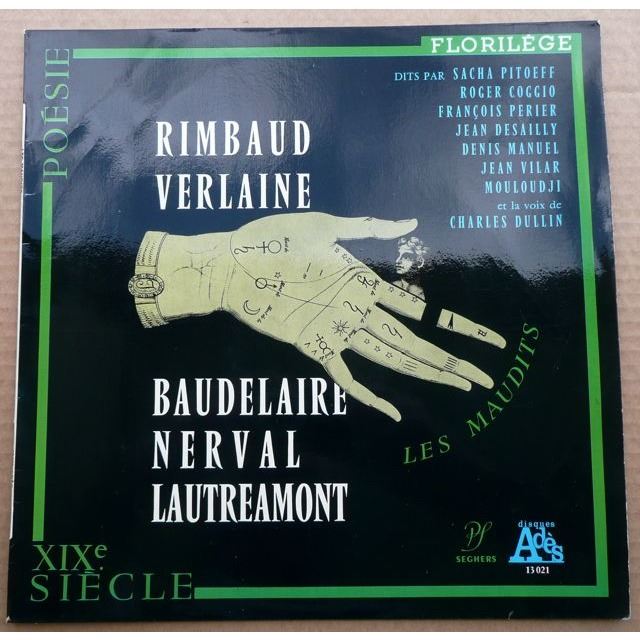 FLORILÈGE
POÉSIE
DITS PAR SACHA PITOEFF
ROGER COGGIO
FRANÇOIS PERIER
JEAN DESAILLY
DENIS MANUEL
JEAN VILAR
MOULOUDJI
et la voix de
CHARLES DULLIN
RIMBAUD
VERLAINE
BAUDELAIRE
NERVAL
LAUTREAMONT
LES MAUDITS
XIXe
SIÈCLE
PS
SEGHERS
disques
Adès
13 021